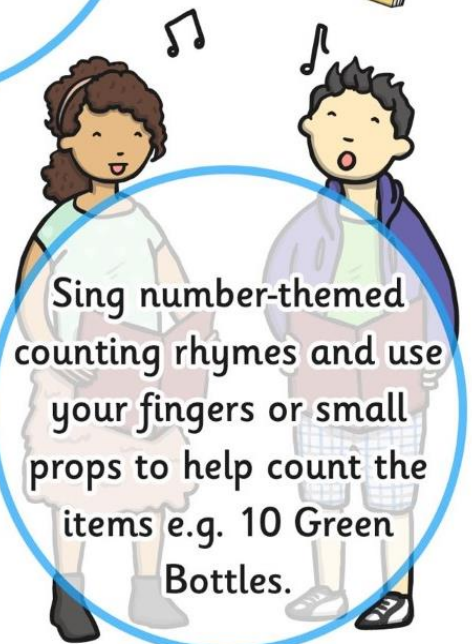 Sing number-themed
counting rhymes and use
your fingers or small
props to help count the
items e.g. 10 Green
Bottles.